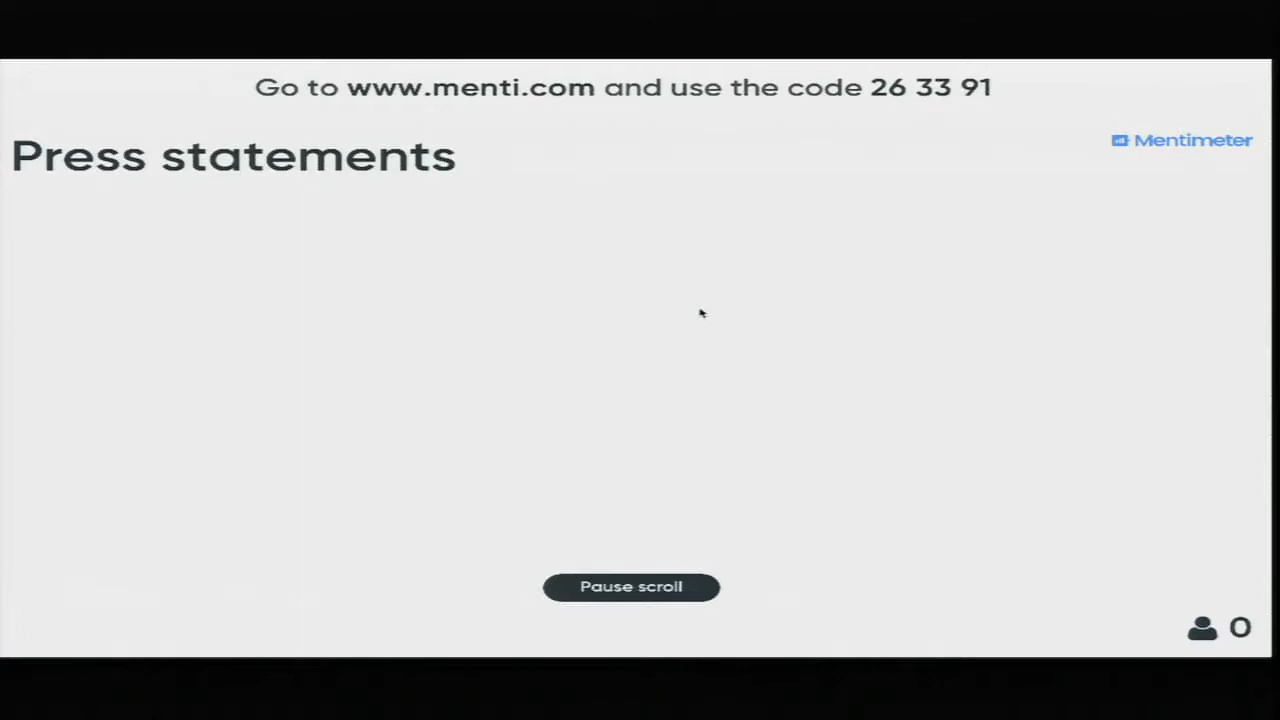 Go to www.menti.com and use the code 26 33 91
Mentimeter
Press statements
Pause scroll
0